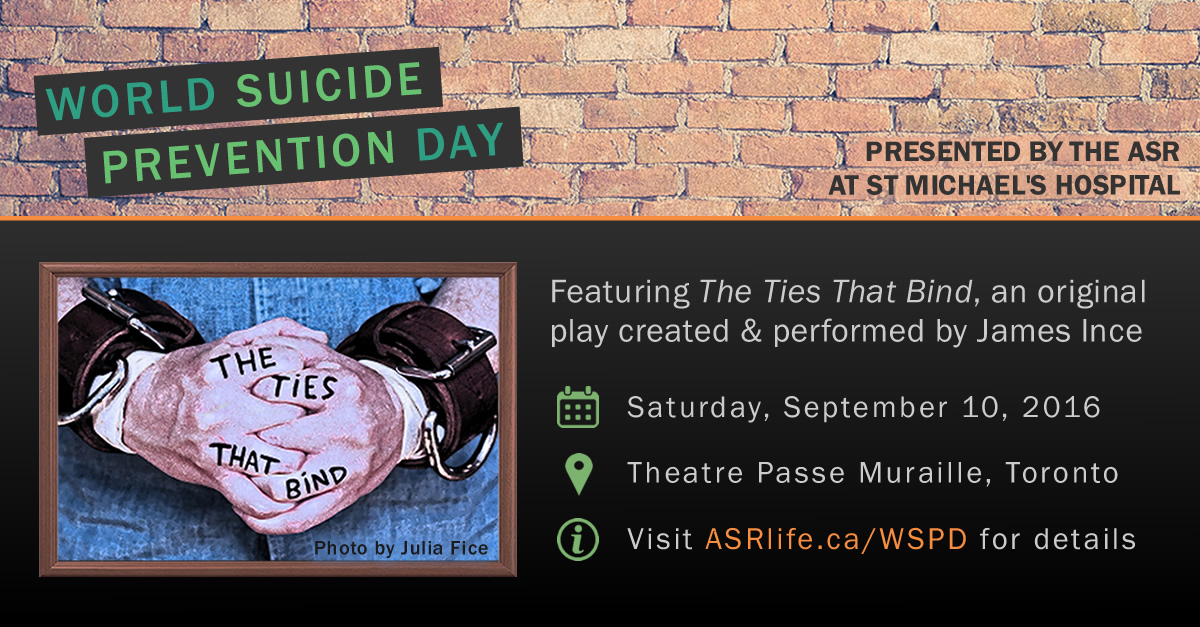 WORLD SUICIDE
PREVENTION DAY
PRESENTED BY THE ASR
AT ST MICHAEL'S HOSPITAL
THE
TiES
THAT
BiND
Photo by Julia Fice
Featuring The Ties That Bind, an original
play created & performed by James Ince
Saturday, September 10, 2016
Theatre Passe Muraille, Toronto
Visit ASRlife.ca/WSPD for details